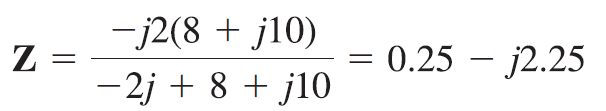 Z = −j2(8 + j10) / −2j + 8 + j10 = 0.25 − j2.25